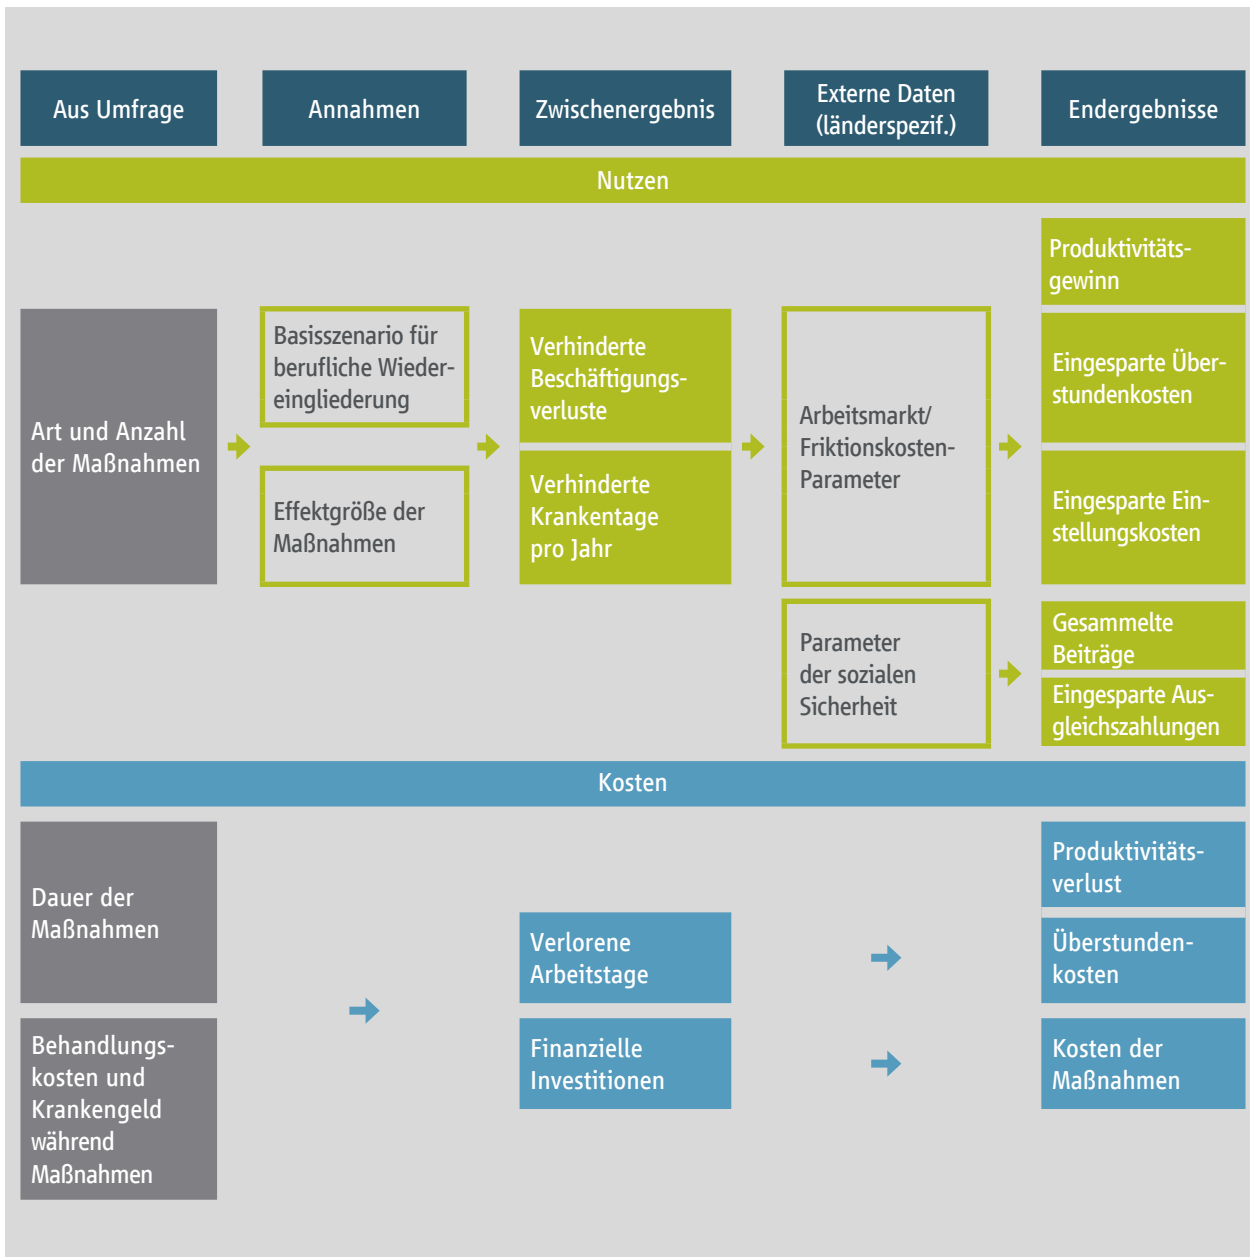 Aus Umfrage
Annahmen
Zwischenergebnis
Externe Daten
(länderspezif.)
Endergebnisse
Nutzen
Art und Anzahl
der Maßnahmen
Basisszenario für
berufliche Wieder-
eingliederung
Effektgröße der
Maßnahmen
Verhinderte
Beschäftigungs-
verluste
Verhinderte
Krankentage
pro Jahr
Arbeitsmarkt/
Friktionskosten-
Parameter
Parameter
der sozialen
Sicherheit
Produktivitäts-
gewinn
Eingesparte Über-
stundenkosten
Eingesparte Ein-
stellungskosten
Gesammelte
Beiträge
Eingesparte Aus-
gleichszahlungen
Kosten
Dauer der
Maßnahmen
Behandlungs-
kosten und
Krankengeld
während
Maßnahmen
Verlorene
Arbeitstage
Finanzielle
Investitionen
Produktivitäts-
verlust
Überstunden-
kosten
Kosten der
Maßnahmen